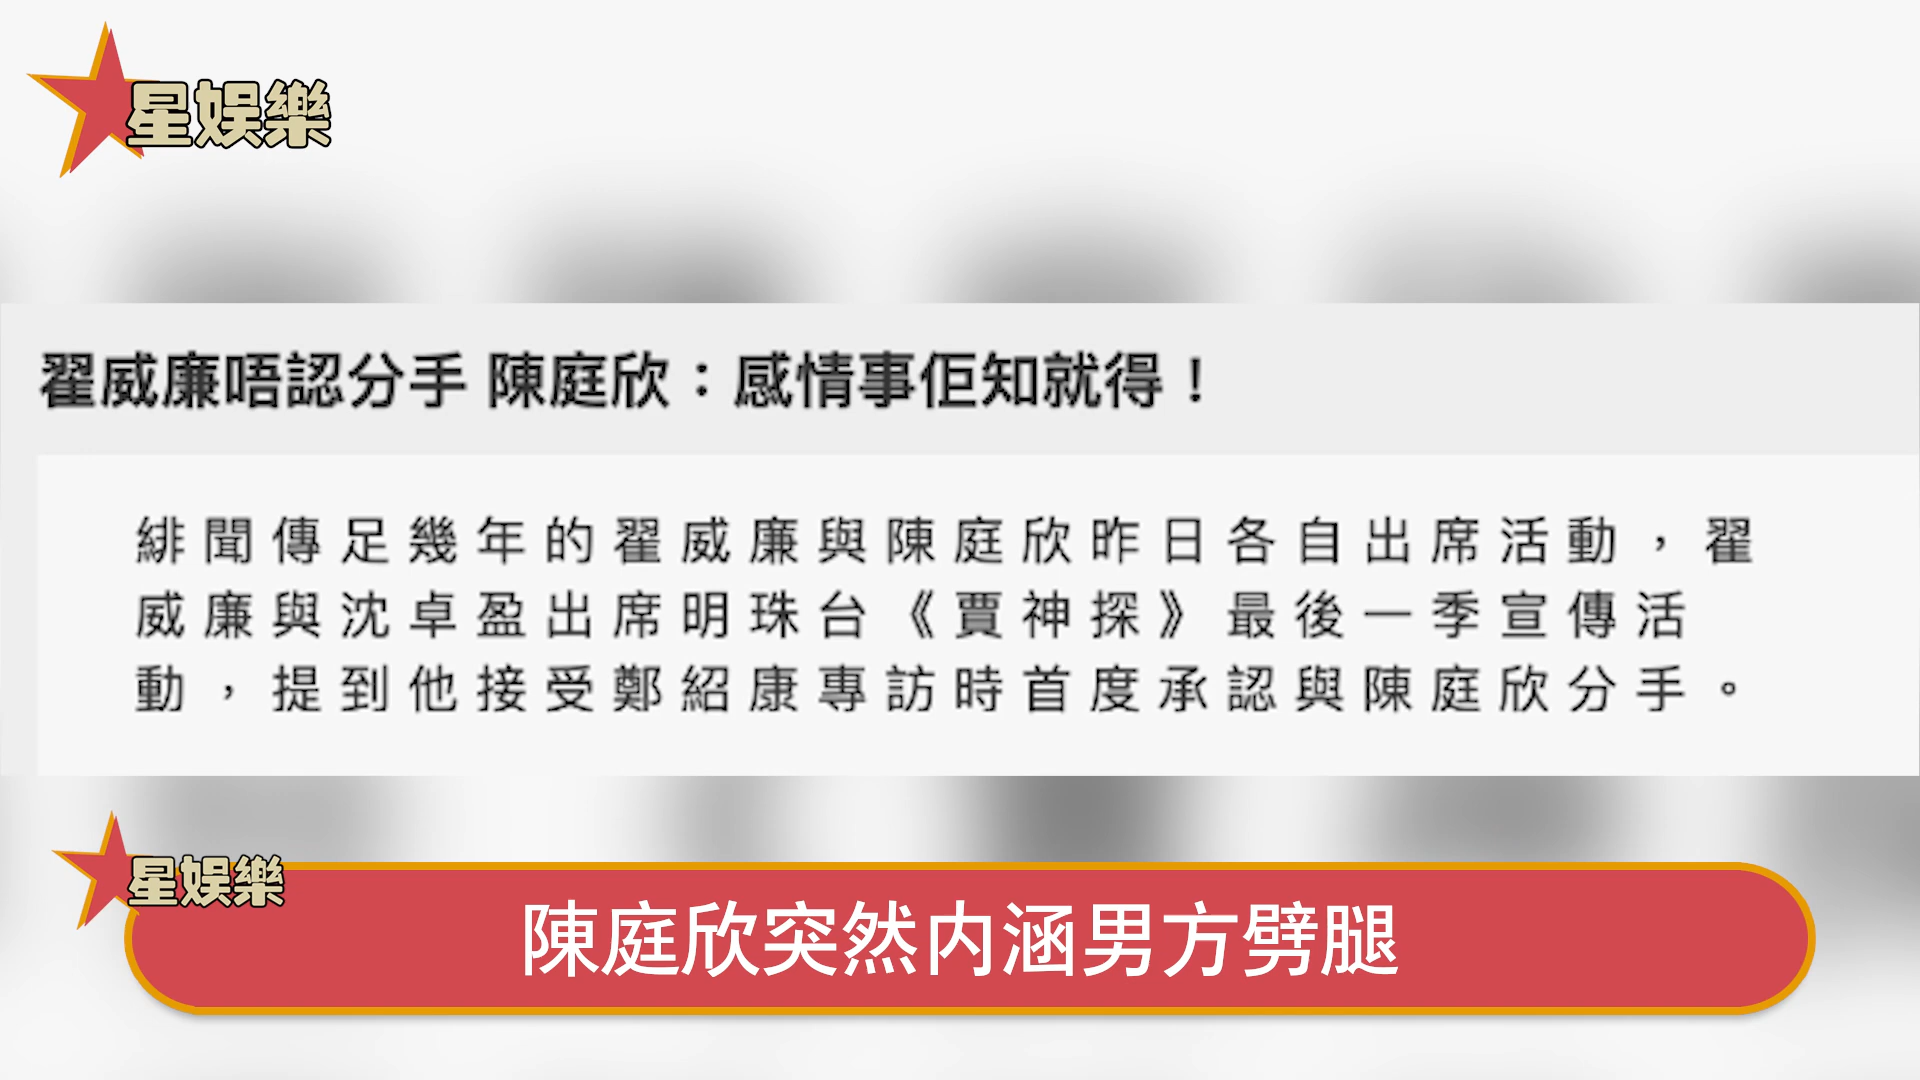 星娛樂
翟威廉唔認分手 陳庭欣：感情事佢知就得！
緋聞傳足幾年的翟威廉與陳庭欣昨日各自出席活動，翟
威廉與沈卓盈出席明珠台《賈神探》最後一季宣傳活
動，提到他接受鄭紹康專訪時首度承認與陳庭欣分手。
星娛樂
陳庭欣突然内涵男方劈腿